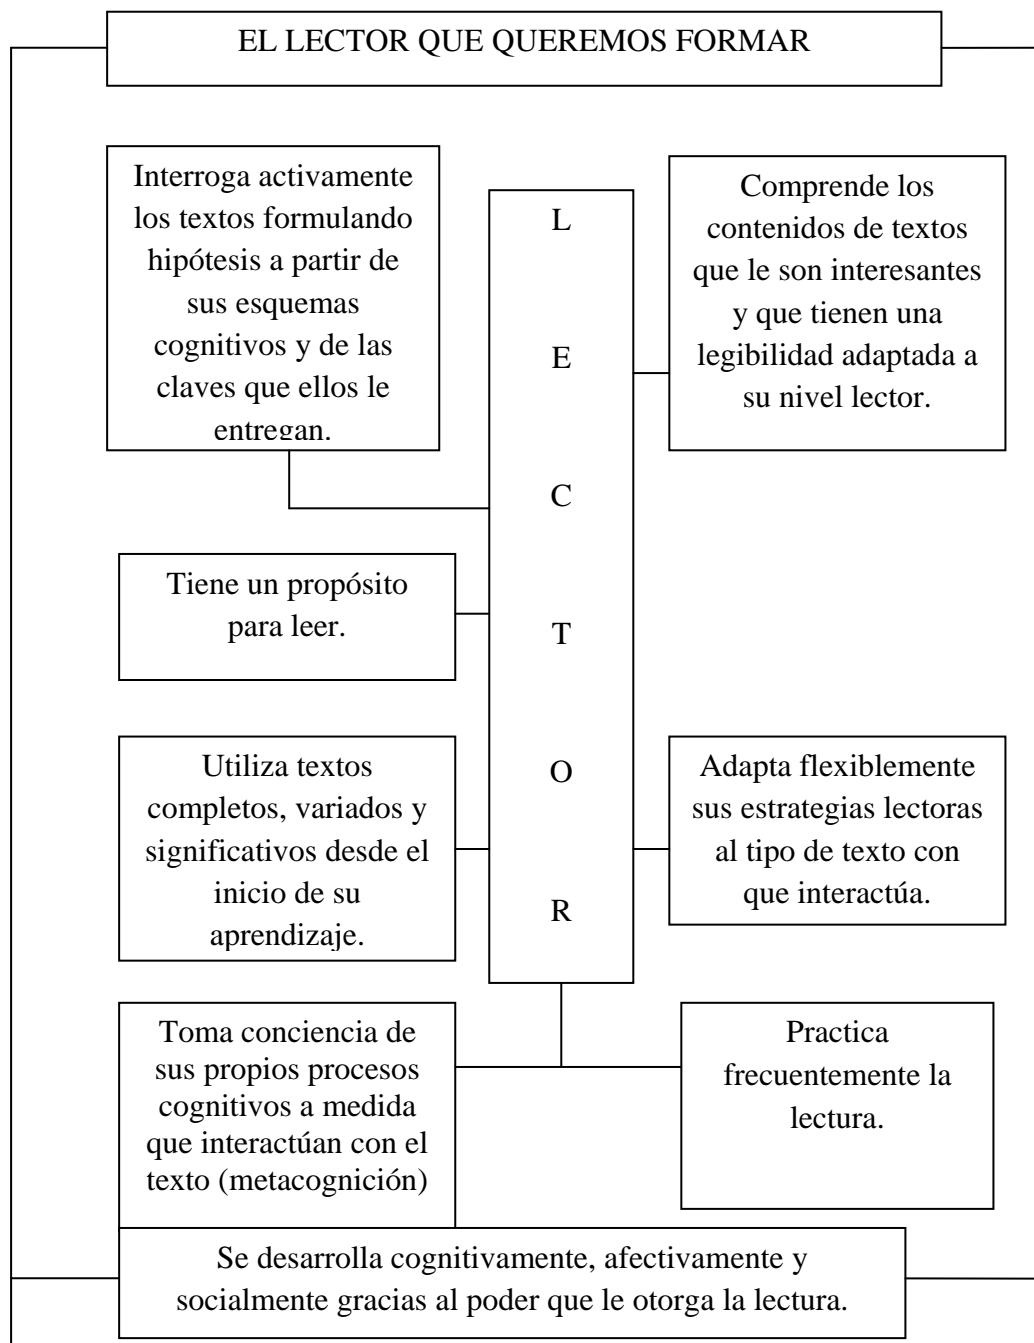 EL LECTOR QUE QUEREMOS FORMAR
Interroga activamente
los textos formulando
hipótesis a partir de
sus esquemas
cognitivos y de las
claves que ellos le
entregan.
L
E
C
T
O
R
Comprende los
contenidos de textos
que le son interesantes
y que tienen una
legibilidad adaptada a
su nivel lector.
Tiene un propósito
para leer.
Utiliza textos
completos, variados y
significativos desde el
inicio de su
aprendizaje.
Adapta flexiblemente
sus estrategias lectoras
al tipo de texto con
que interactúa.
Toma conciencia de
sus propios procesos
cognitivos a medida
que interactúan con el
texto (metacognición)
Practica
frecuentemente la
lectura.
Se desarrolla cognitivamente, afectivamente y
socialmente gracias al poder que le otorga la lectura.